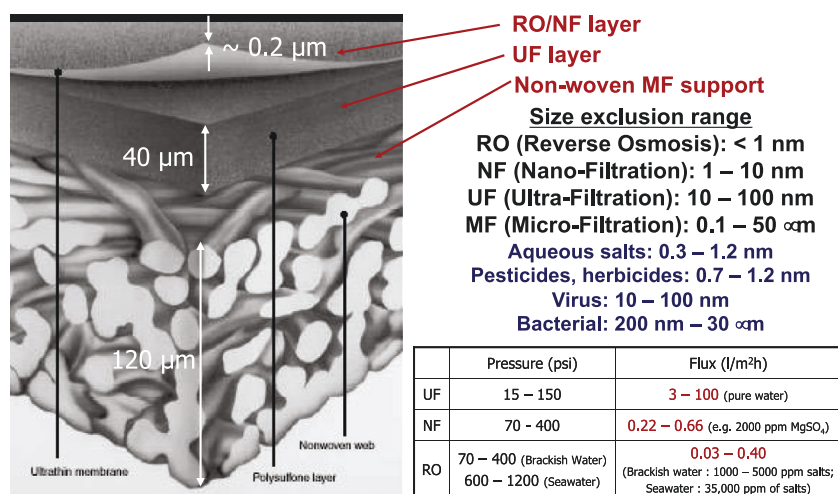 ~ 0.2 µm
40 µm
120 µm
Ultrathin membrane
Polysulfone layer
Nonwoven web
RO/NF layer
UF layer
Non-woven MF support
Size exclusion range
RO (Reverse Osmosis): < 1 nm
NF (Nano-Filtration): 1 – 10 nm
UF (Ultra-Filtration): 10 – 100 nm
MF (Micro-Filtration): 0.1 – 50 ∝m
Aqueous salts: 0.3 – 1.2 nm
Pesticides, herbicides: 0.7 – 1.2 nm
Virus: 10 – 100 nm
Bacterial: 200 nm – 30 ∝m
Pressure (psi) Flux (l/m²h)
UF 15 – 150 3 – 100 (pure water)
NF 70 - 400 0.22 – 0.66 (e.g. 2000 ppm MgSO₄)
RO 70 – 400 (Brackish Water) 0.03 – 0.40
600 – 1200 (Seawater) (Brackish water : 1000 – 5000 ppm salts;
Seawater : 35,000 ppm of salts)